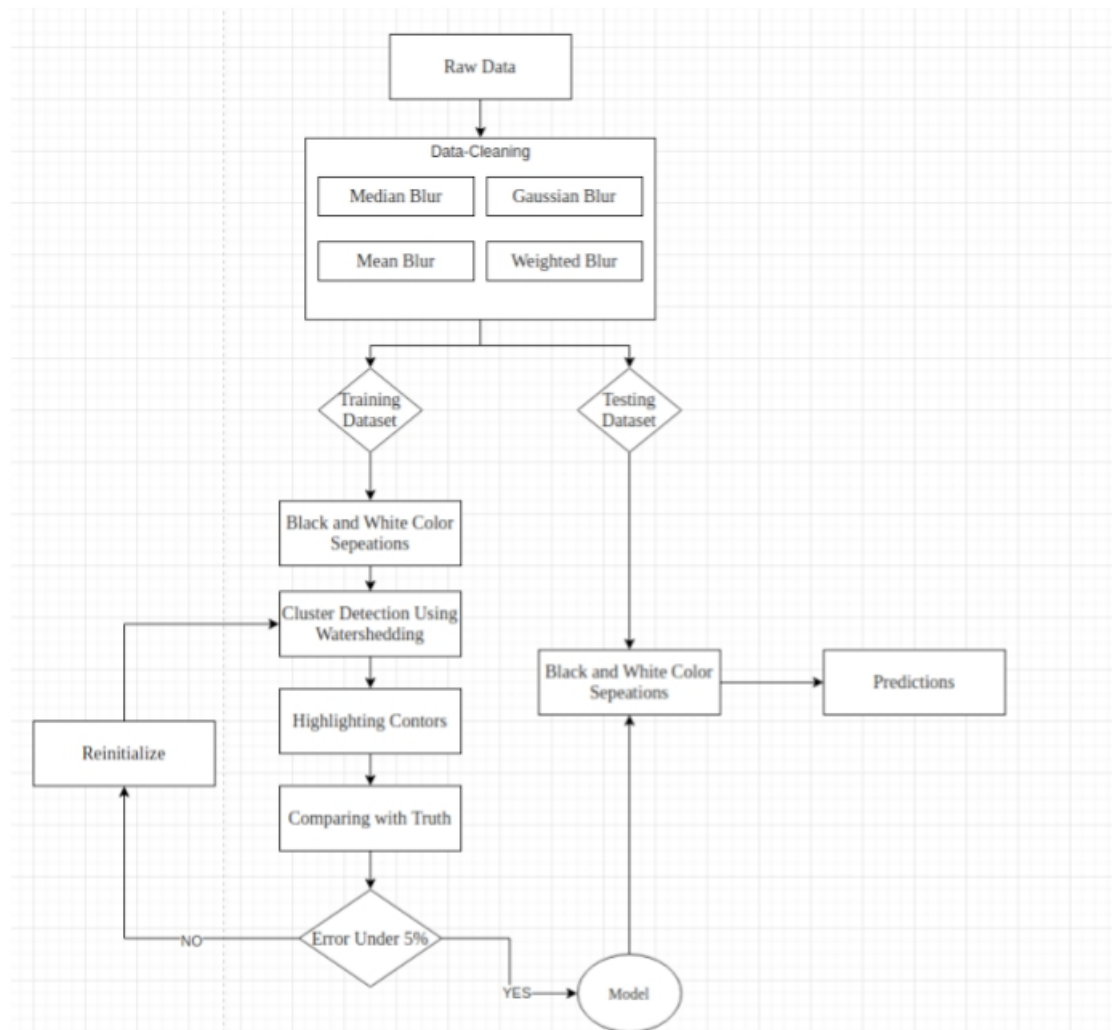 Raw Data
Data-Cleaning
Median Blur
Gaussian Blur
Mean Blur
Weighted Blur
Training
Dataset
Testing
Dataset
Black and White Color
Sepeations
Cluster Detection Using
Watershedding
Black and White Color
Sepeations
Predictions
Highlighting Contors
Reinitialize
Comparing with Truth
Error Under 5%
NO
YES
Model